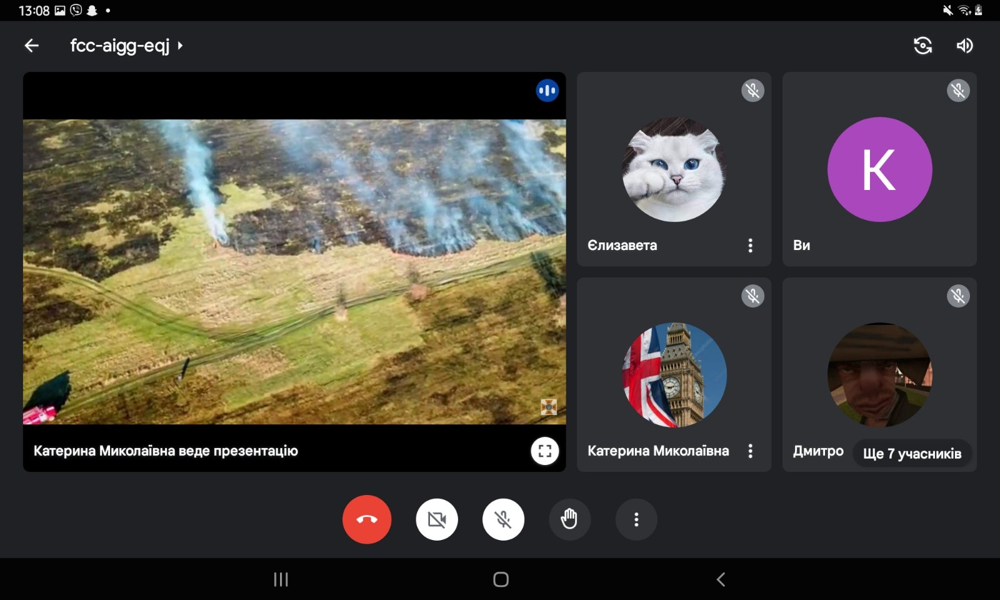 13:08
fcc-aigg-eqj
Катерина Миколаївна веде презентацію
Єлизавета
К
Ви
Катерина Миколаївна
Дмитро
Ще 7 учасників